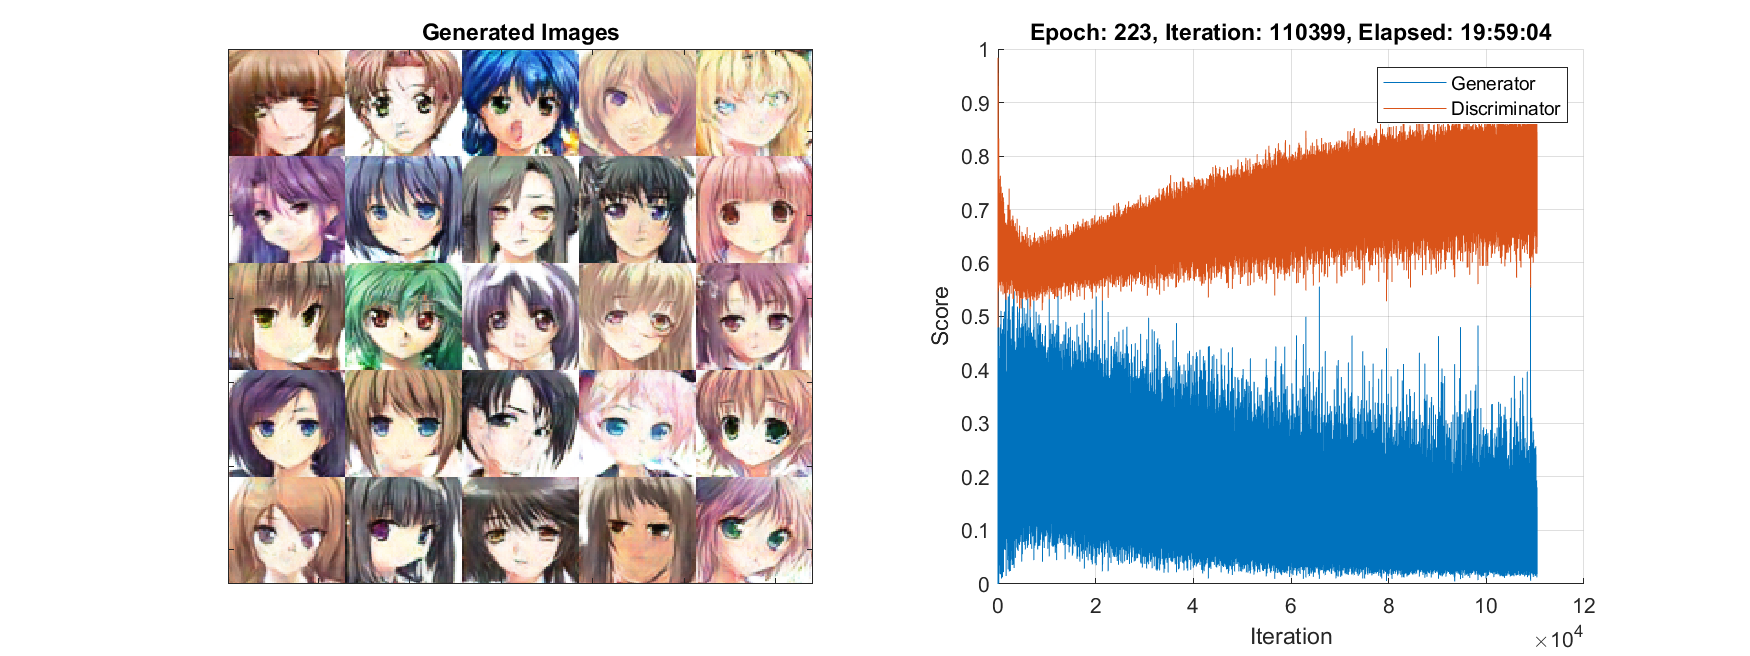 Generated Images
Epoch: 223, Iteration: 110399, Elapsed: 19:59:04
Generator
Discriminator
Score
1
0.9
0.8
0.7
0.6
0.5
0.4
0.3
0.2
0.1
0
0 2 4 6 8 10 12
Iteration
×10^4